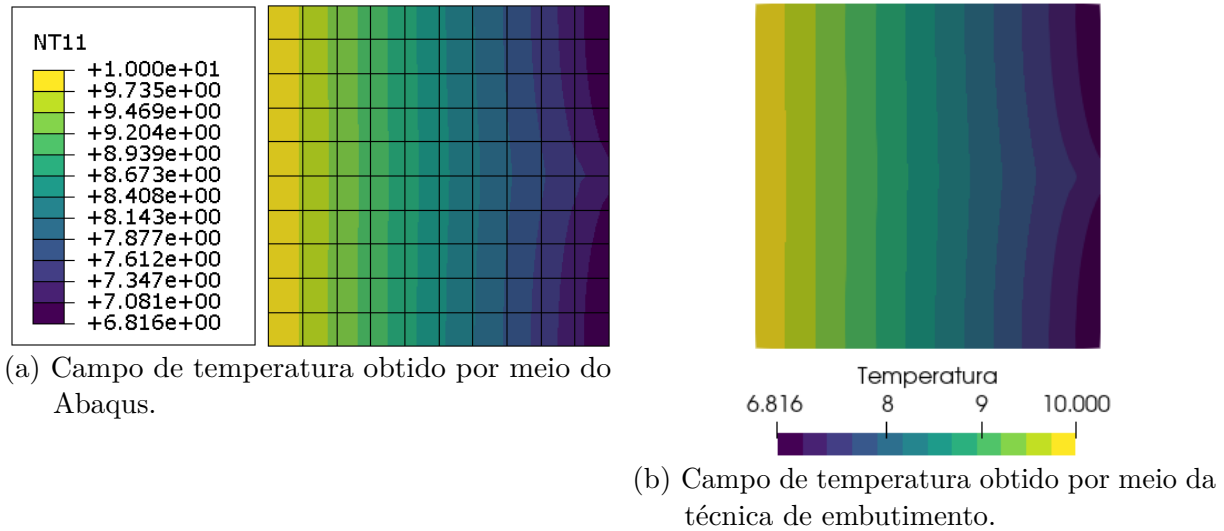 NT11
+1.000e+01
+9.735e+00
+9.469e+00
+9.204e+00
+8.939e+00
+8.673e+00
+8.408e+00
+8.143e+00
+7.877e+00
+7.612e+00
+7.347e+00
+7.081e+00
+6.816e+00
(a) Campo de temperatura obtido por meio do
Abaqus.
Temperatura
6.816 8 9 10.000
(b) Campo de temperatura obtido por meio da
técnica de embutimento.